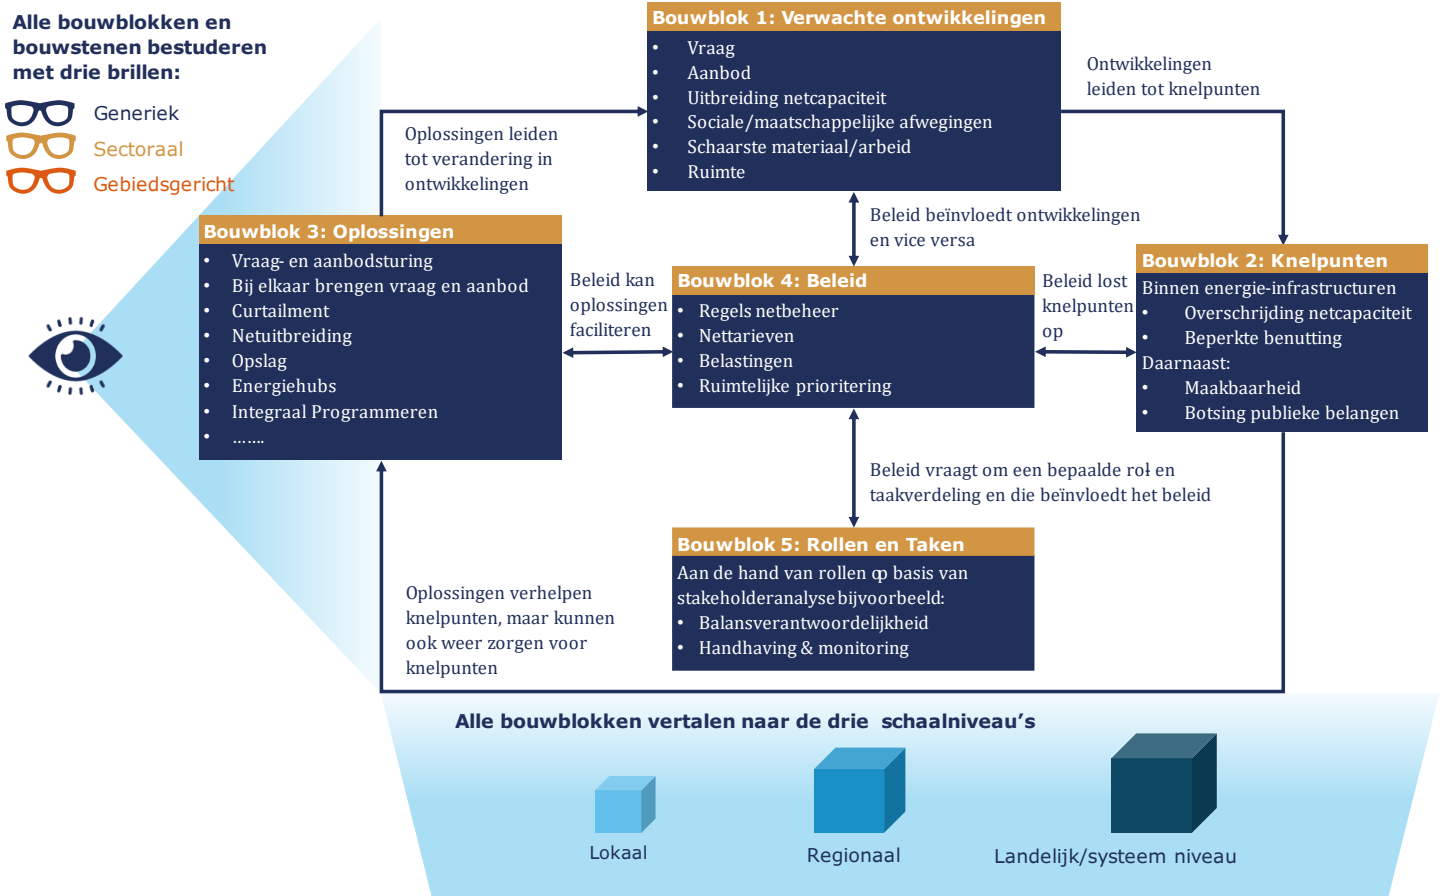 Alle bouwblokken en
bouwstenen bestuderen
met drie brillen:
Generiek
Sectoraal
Gebiedsgericht
Bouwblok 1: Verwachte ontwikkelingen
• Vraag
• Aanbod
• Uitbreiding netcapaciteit
• Sociale/maatschappelijke afwegingen
• Schaarste materiaal/arbeid
• Ruimte
Ontwikkelingen
leiden tot knelpunten
Oplossingen leiden
tot verandering in
ontwikkelingen
Beleid beïnvloedt ontwikkelingen
en vice versa
Bouwblok 3: Oplossingen
• Vraag- en aanbodsturing
• Bij elkaar brengen vraag en aanbod
• Curtailment
• Netuitbreiding
• Opslag
• Energiehubs
• Integraal Programmeren
• …….
Beleid kan
oplossingen
faciliteren
Bouwblok 4: Beleid
• Regels netbeheer
• Nettarieven
• Belastingen
• Ruimtelijke prioritering
Beleid lost
knelpunten
op
Bouwblok 2: Knelpunten
Binnen energie-infrastructuren
• Overschrijding netcapaciteit
• Beperkte benutting
Daarnaast:
• Maakbaarheid
• Botsing publieke belangen
Beleid vraagt om een bepaalde rol- en
taakverdeling en die beïnvloedt het beleid
Bouwblok 5: Rollen en Taken
Aan de hand van rollen op basis van
stakeholderanalyse bijvoorbeeld:
• Balansverantwoordelijkheid
• Handhaving & monitoring
Oplossingen verhelpen
knelpunten, maar kunnen
ook weer zorgen voor
knelpunten
Alle bouwblokken vertalen naar de drie schaalniveau's
Lokaal
Regionaal
Landelijk/systeem niveau